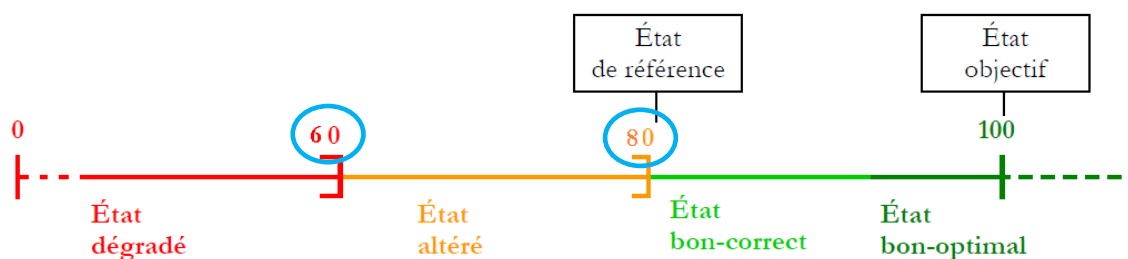 État
de référence
État
objectif
0
60
80
100
État
dégradé
État
altéré
État
bon-correct
État
bon-optimal